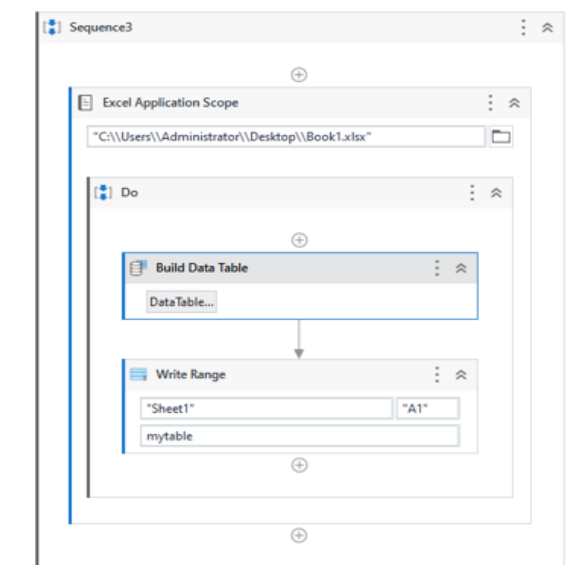 Sequence3
Excel Application Scope
"C:\\Users\\Administrator\\Desktop\\Book1.xlsx"
Do
Build Data Table
DataTable...
Write Range
"Sheet1" "A1"
mytable